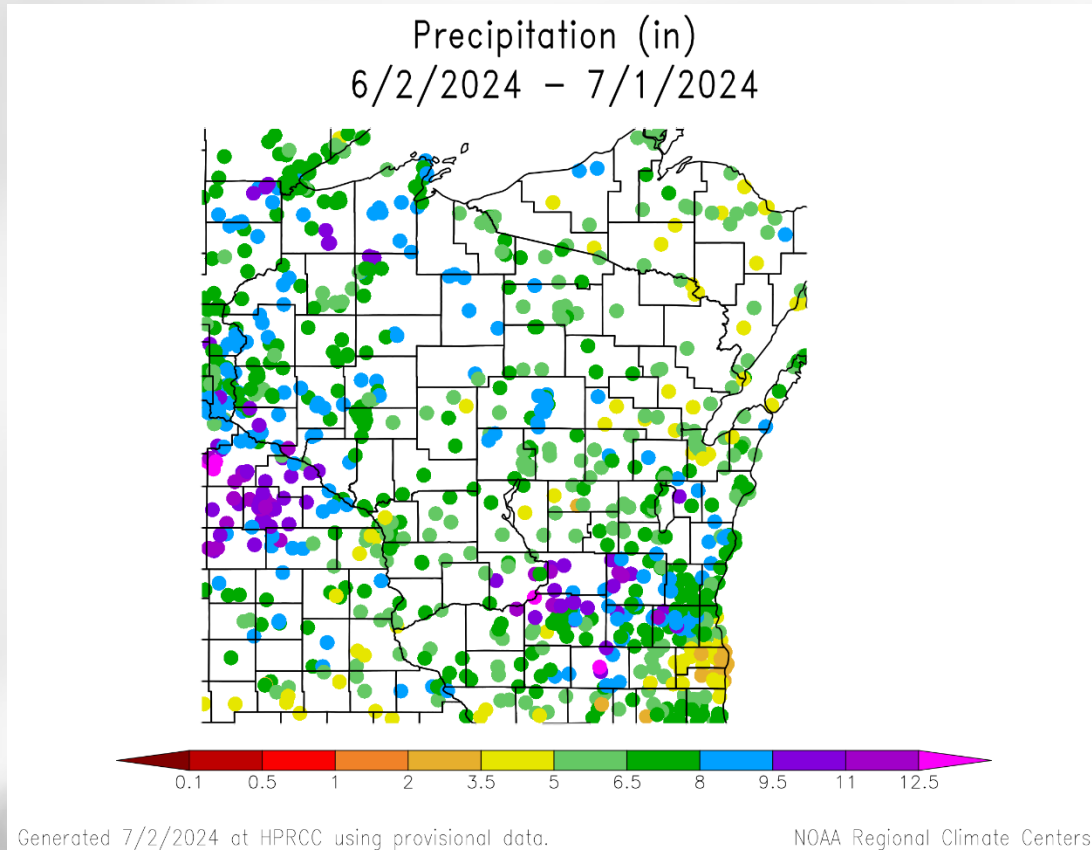 Precipitation (in)
6/2/2024 – 7/1/2024
0.1 0.5 1 2 3.5 5 6.5 8 9.5 11 12.5
Generated 7/2/2024 at HPRCC using provisional data.
NOAA Regional Climate Centers